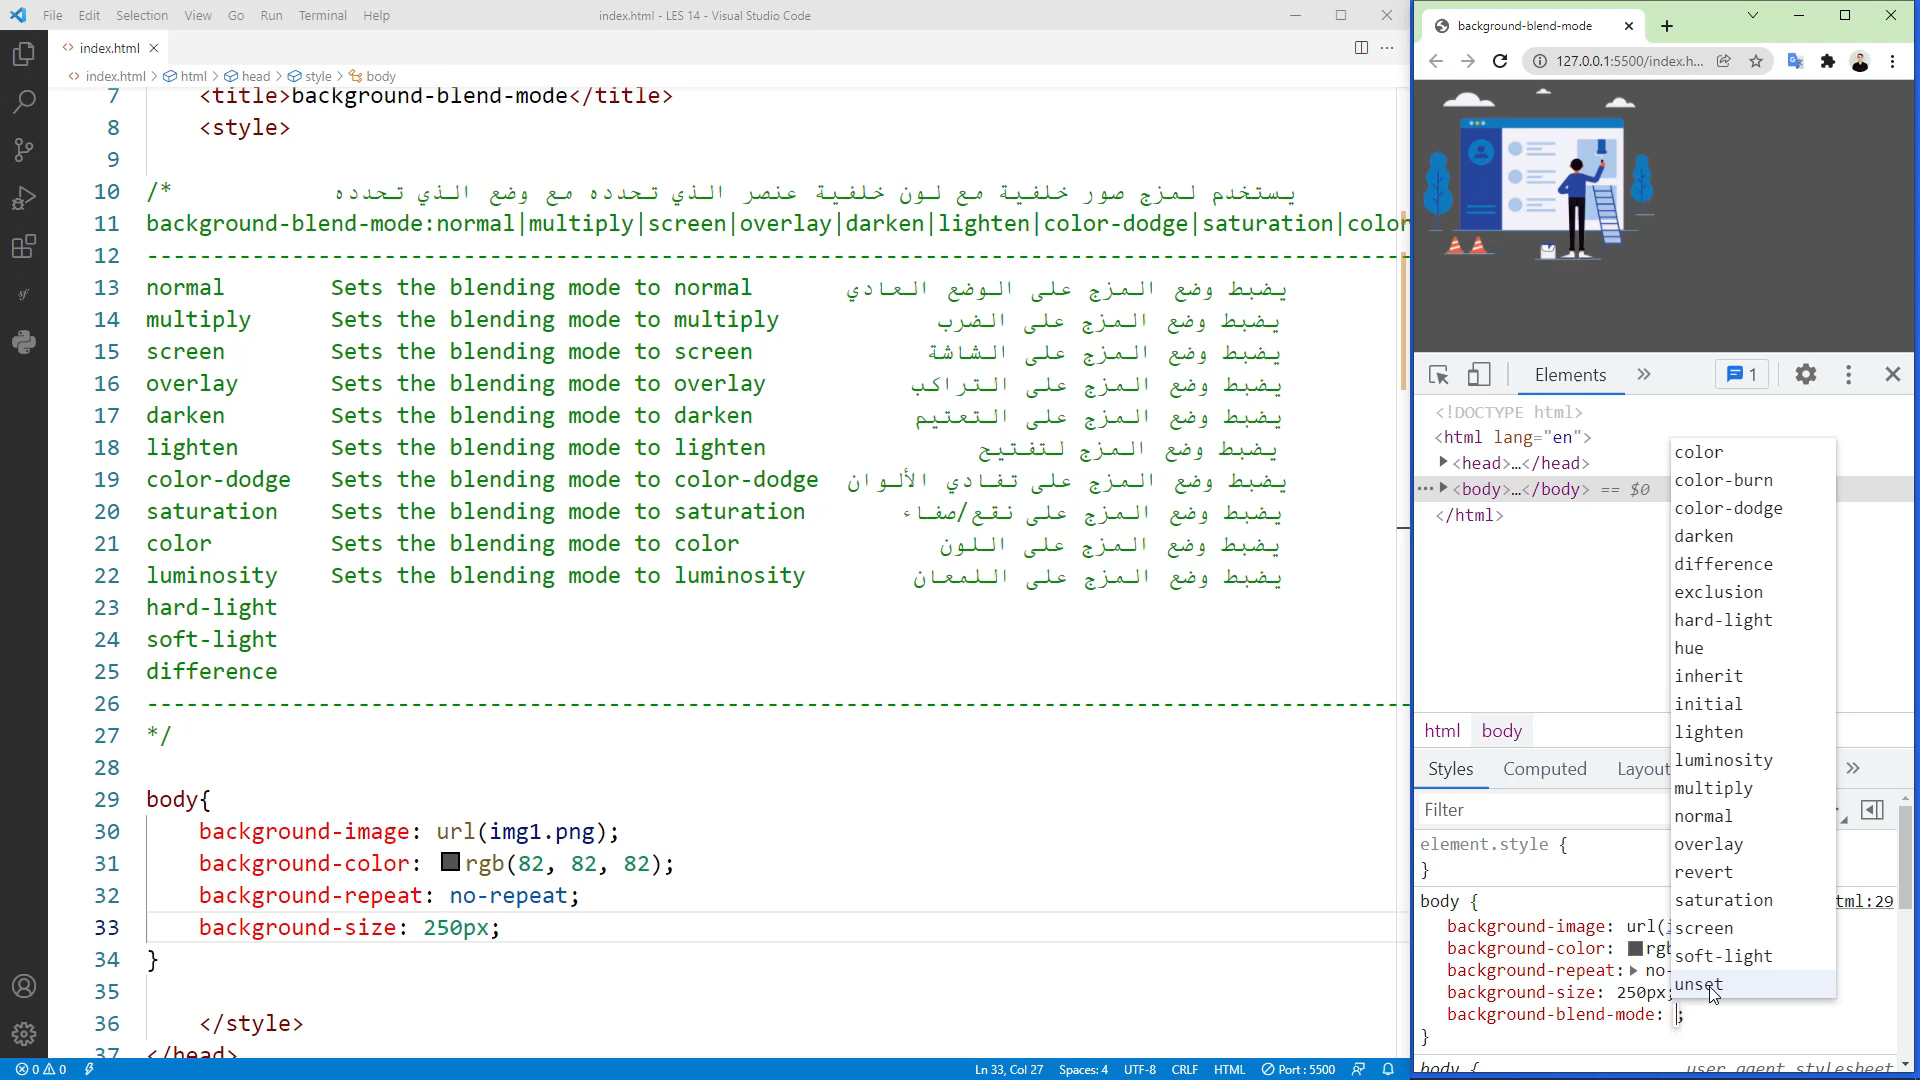 File Edit Selection View Go Run Terminal Help
index.html - LES 14 - Visual Studio Code
index.html
index.html > html > head > style > body
7 <title>background-blend-mode</title>
8 <style>
9
10 /* يستخدم لمزج صور خلفية مع لون خلفية عنصر الذي تحدده مع وضع الذي تحدده
11 background-blend-mode:normal|multiply|screen|overlay|darken|lighten|color-dodge|saturation|color
12 ------------------------------------------------------------------------------------------------
13 normal Sets the blending mode to normal يضبط وضع المزج على الوضع العادي
14 multiply Sets the blending mode to multiply يضبط وضع المزج على الضرب
15 screen Sets the blending mode to screen يضبط وضع المزج على الشاشة
16 overlay Sets the blending mode to overlay يضبط وضع المزج على التراكب
17 darken Sets the blending mode to darken يضبط وضع المزج على التعتيم
18 lighten Sets the blending mode to lighten يضبط وضع المزج لتفتيح
19 color-dodge Sets the blending mode to color-dodge يضبط وضع المزج على تفادي الألوان
20 saturation Sets the blending mode to saturation يضبط وضع المزج على نقع/صفاء
21 color Sets the blending mode to color يضبط وضع المزج على اللون
22 luminosity Sets the blending mode to luminosity يضبط وضع المزج على اللمعان
23 hard-light
24 soft-light
25 difference
26 ------------------------------------------------------------------------------------------------
27 */
28
29 body{
30 background-image: url(img1.png);
31 background-color: rgb(82, 82, 82);
32 background-repeat: no-repeat;
33 background-size: 250px;
34 }
35
36 </style>
37 </head>
0 0
Ln 33, Col 27 Spaces: 4 UTF-8 CRLF HTML Port : 5500
background-blend-mode
127.0.0.1:5500/index.h...
Elements
1
<!DOCTYPE html>
<html lang="en">
<head>…</head>
<body>…</body> == $0
</html>
color
color-burn
color-dodge
darken
difference
exclusion
hard-light
hue
inherit
initial
lighten
luminosity
multiply
normal
overlay
revert
saturation
screen
soft-light
unset
html body
Styles Computed Layout
Filter
element.style {
}
body { tml:29
background-image: url(i
background-color: rgb
background-repeat: no-
background-size: 250px;
background-blend-mode: ;
}
body { user agent stylesheet